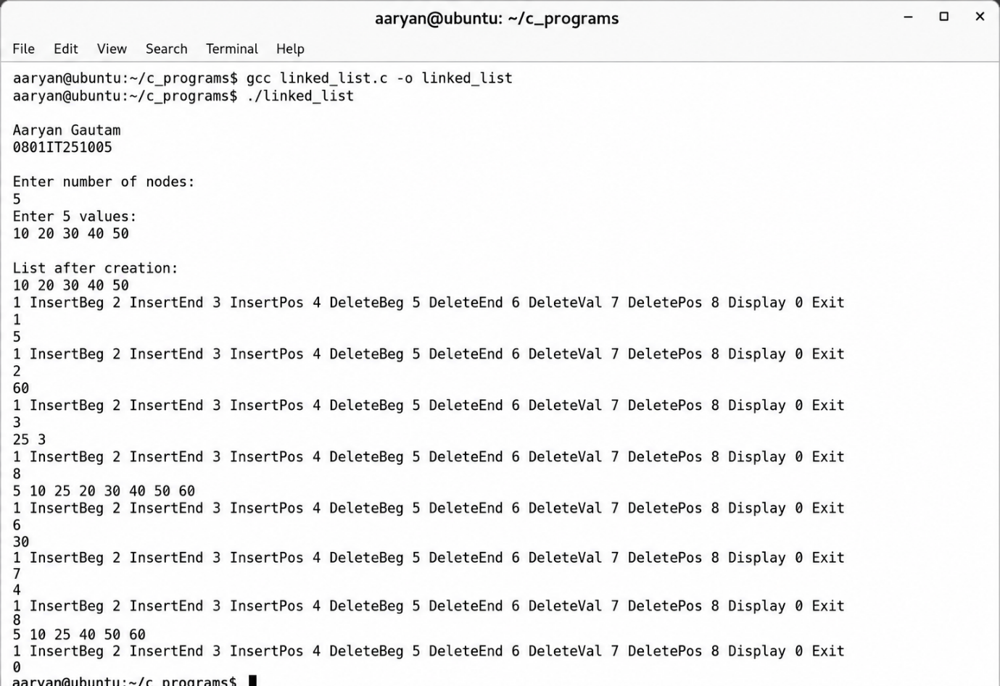 aaryan@ubuntu: ~/c_programs
File Edit View Search Terminal Help
aaryan@ubuntu:~/c_programs$ gcc linked_list.c -o linked_list
aaryan@ubuntu:~/c_programs$ ./linked_list
Aaryan Gautam
0801IT251005
Enter number of nodes:
5
Enter 5 values:
10 20 30 40 50
List after creation:
10 20 30 40 50
1 InsertBeg 2 InsertEnd 3 InsertPos 4 DeleteBeg 5 DeleteEnd 6 DeleteVal 7 DeletePos 8 Display 0 Exit
1
5
1 InsertBeg 2 InsertEnd 3 InsertPos 4 DeleteBeg 5 DeleteEnd 6 DeleteVal 7 DeletePos 8 Display 0 Exit
2
60
1 InsertBeg 2 InsertEnd 3 InsertPos 4 DeleteBeg 5 DeleteEnd 6 DeleteVal 7 DeletePos 8 Display 0 Exit
3
25 3
1 InsertBeg 2 InsertEnd 3 InsertPos 4 DeleteBeg 5 DeleteEnd 6 DeleteVal 7 DeletePos 8 Display 0 Exit
8
5 10 25 20 30 40 50 60
1 InsertBeg 2 InsertEnd 3 InsertPos 4 DeleteBeg 5 DeleteEnd 6 DeleteVal 7 DeletePos 8 Display 0 Exit
6
30
1 InsertBeg 2 InsertEnd 3 InsertPos 4 DeleteBeg 5 DeleteEnd 6 DeleteVal 7 DeletePos 8 Display 0 Exit
7
4
1 InsertBeg 2 InsertEnd 3 InsertPos 4 DeleteBeg 5 DeleteEnd 6 DeleteVal 7 DeletePos 8 Display 0 Exit
8
5 10 25 40 50 60
1 InsertBeg 2 InsertEnd 3 InsertPos 4 DeleteBeg 5 DeleteEnd 6 DeleteVal 7 DeletePos 8 Display 0 Exit
0
aaryan@ubuntu:~/c_programs$